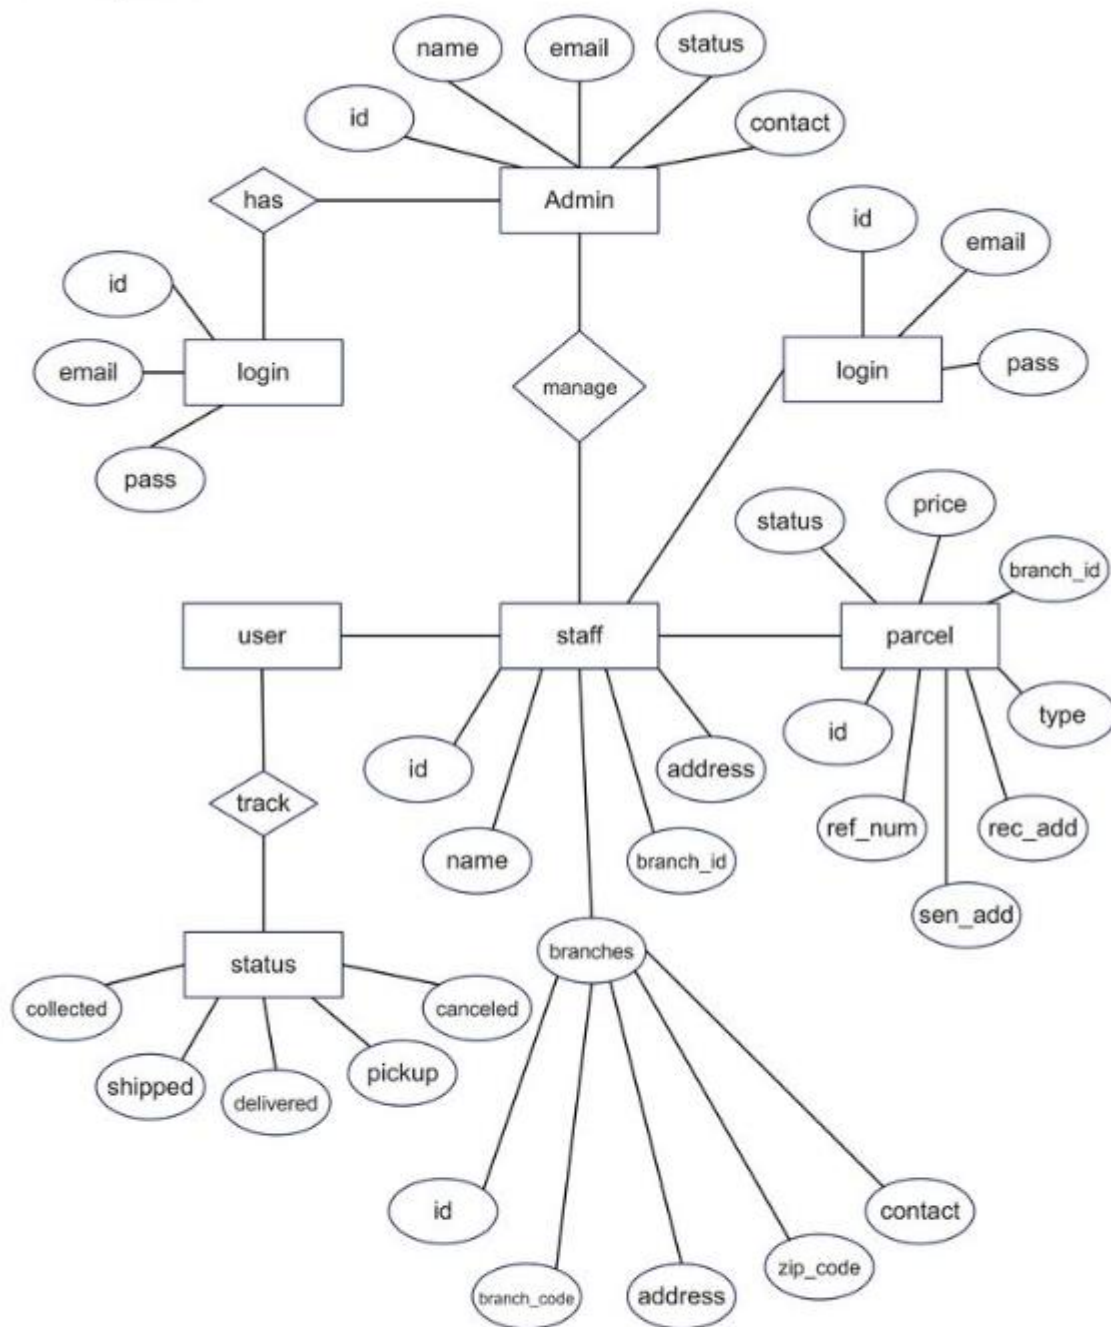 name
email
status
id
contact
has
Admin
id
email
id
email
login
manage
login
pass
pass
status
price
branch_id
user
staff
parcel
id
address
id
type
track
name
branch_id
ref_num
rec_add
sen_add
status
branches
collected
canceled
shipped
delivered
pickup
id
contact
branch_code
address
zip_code